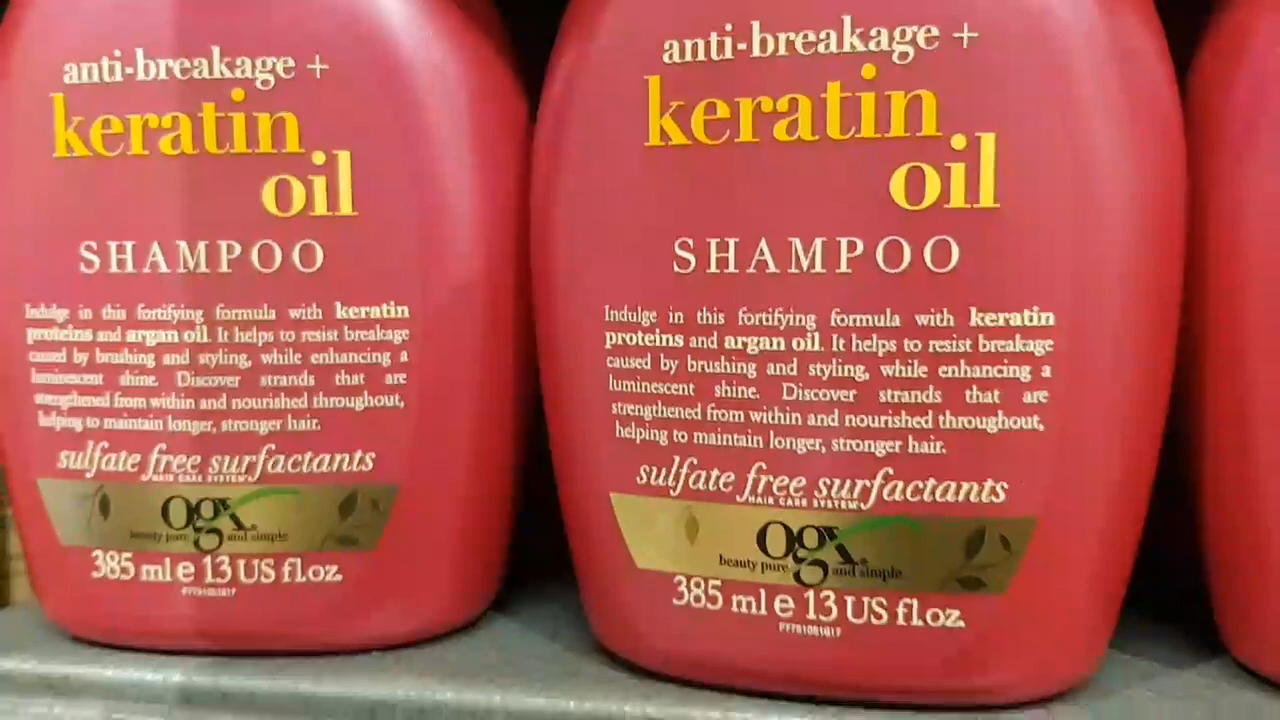 anti-breakage +
keratin
oil
SHAMPOO
Indulge in this fortifying formula with keratin
proteins and argan oil. It helps to resist breakage
caused by brushing and styling, while enhancing a
luminescent shine. Discover strands that are
strengthened from within and nourished throughout,
helping to maintain longer, stronger hair.
sulfate free surfactants
HAIR CARE SYSTEM
ogx
beauty pure and simple
385 ml e 13 US fl.oz.
anti-breakage +
keratin
oil
SHAMPOO
Indulge in this fortifying formula with keratin
proteins and argan oil. It helps to resist breakage
caused by brushing and styling, while enhancing a
luminescent shine. Discover strands that are
strengthened from within and nourished throughout,
helping to maintain longer, stronger hair.
sulfate free surfactants
HAIR CARE SYSTEM
ogx
beauty pure and simple
385 ml e 13 US fl.oz.